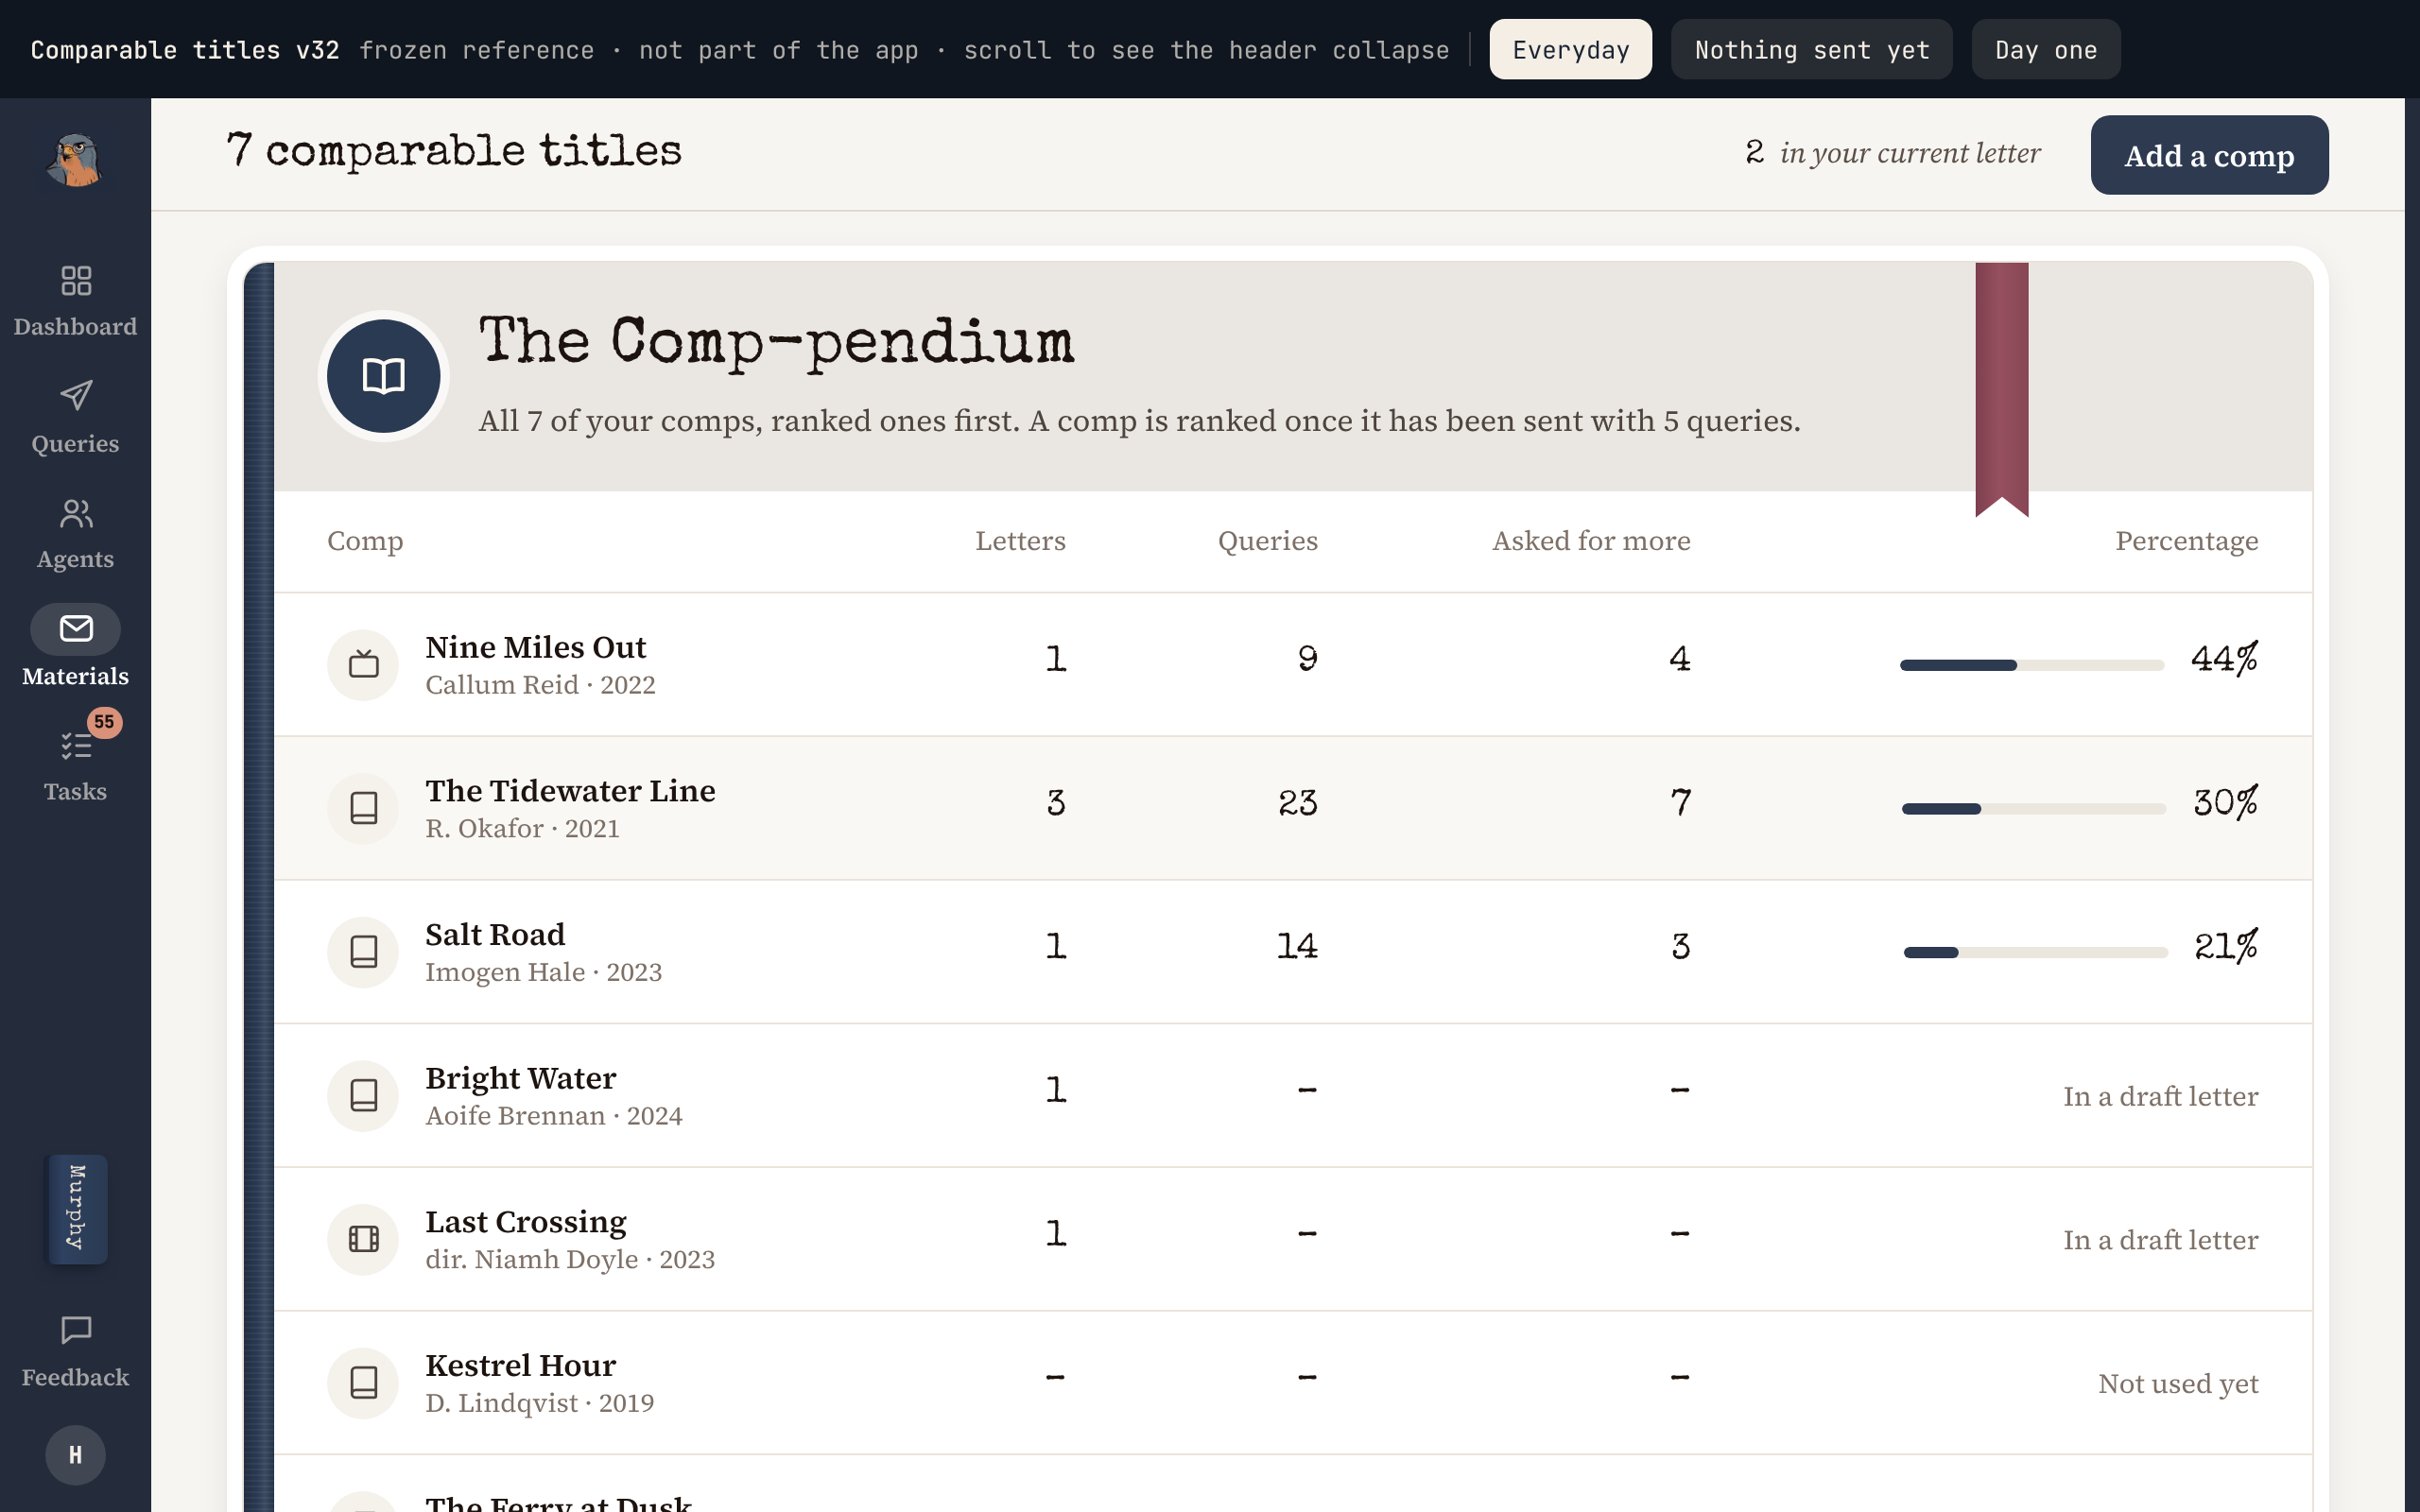 Comparable titles v32 frozen reference · not part of the app · scroll to see the header collapse
Everyday
Nothing sent yet
Day one
Dashboard
Queries
Agents
Materials
55
Tasks
Murphy
Feedback
H
7 comparable titles
2 in your current letter
Add a comp
The Comp-pendium
All 7 of your comps, ranked ones first. A comp is ranked once it has been sent with 5 queries.
Comp Letters Queries Asked for more Percentage
Nine Miles Out 1 9 4 44%
Callum Reid · 2022
The Tidewater Line 3 23 7 30%
R. Okafor · 2021
Salt Road 1 14 3 21%
Imogen Hale · 2023
Bright Water 1 – – In a draft letter
Aoife Brennan · 2024
Last Crossing 1 – – In a draft letter
dir. Niamh Doyle · 2023
Kestrel Hour – – – Not used yet
D. Lindqvist · 2019
The Ferry at Dusk